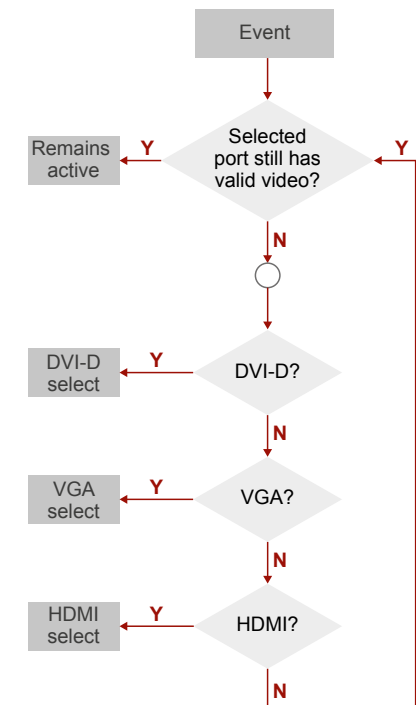 Event
Selected
port still has
valid video?
Y
Remains
active
Y
N
DVI-D?
Y
DVI-D
select
N
VGA?
Y
VGA
select
N
HDMI?
Y
HDMI
select
N